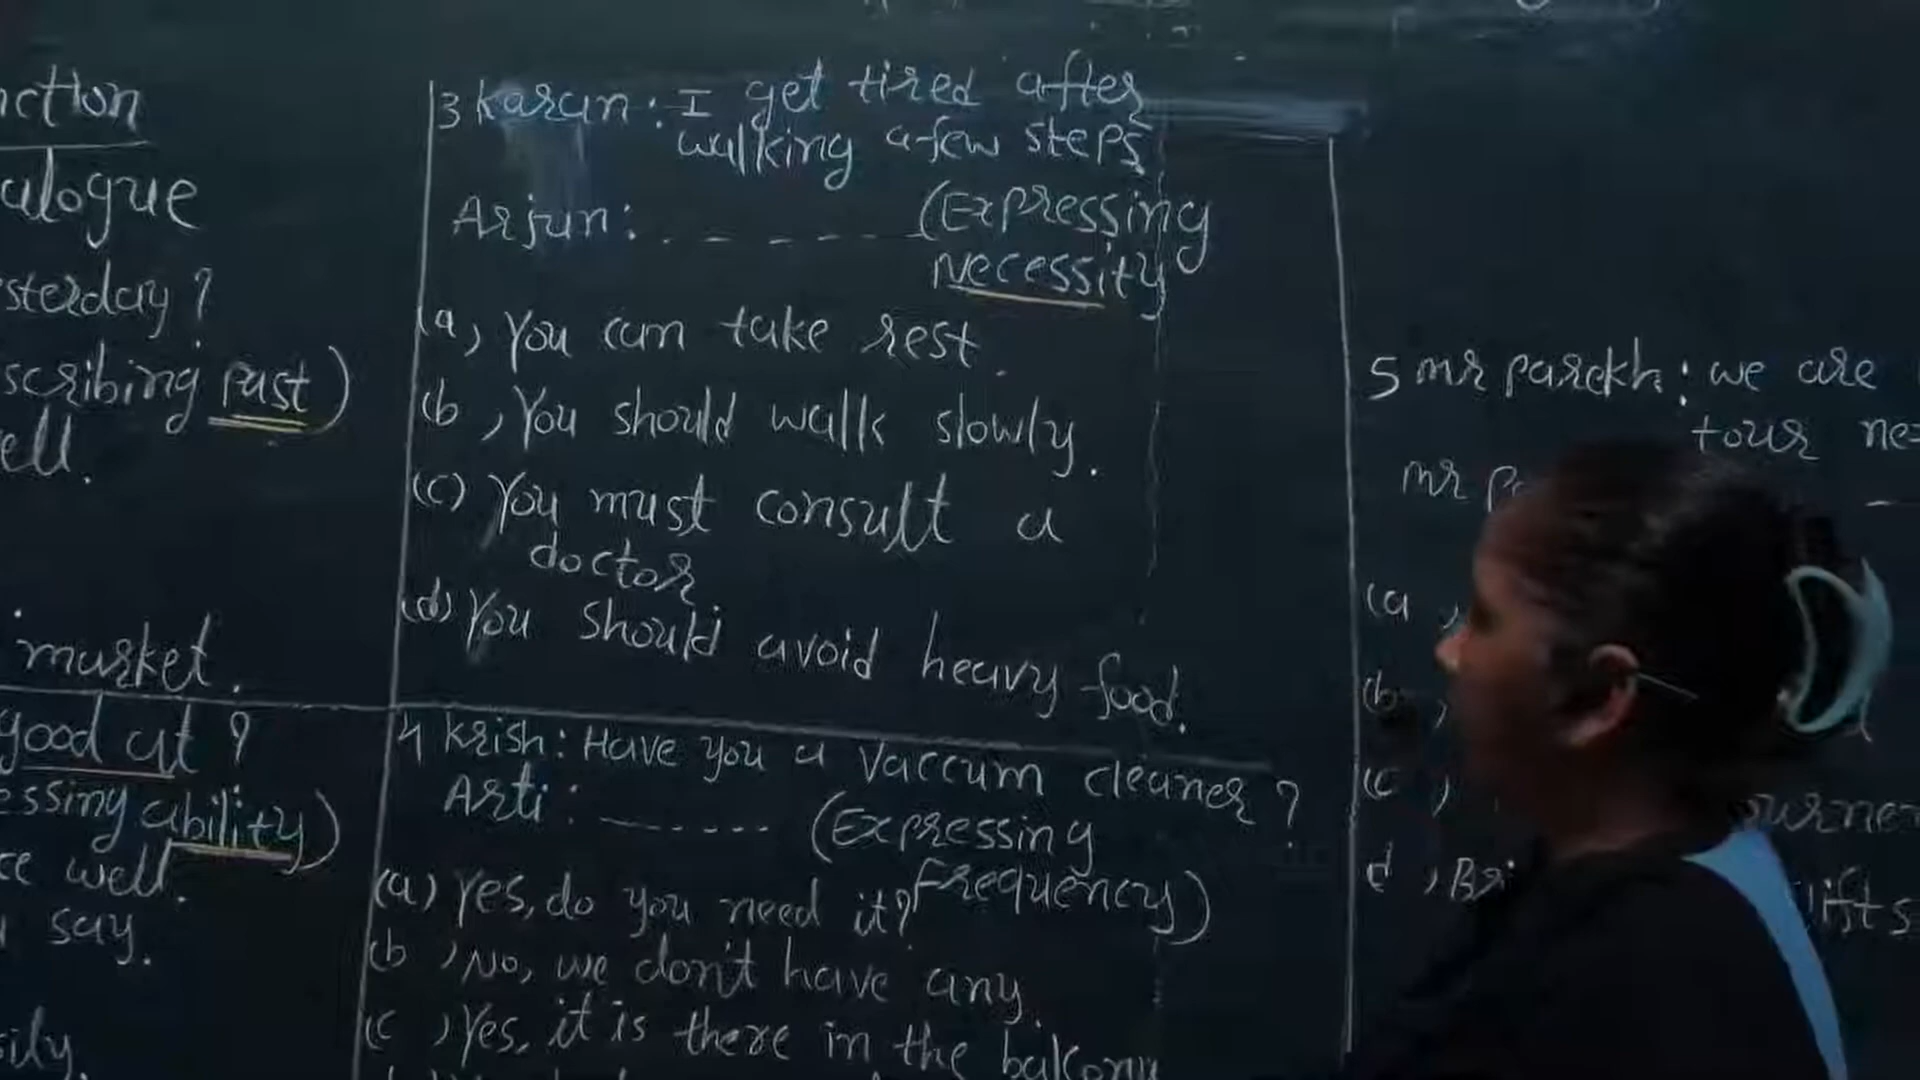 nction
alogue
sterday?
scribing past)
ell.
market.
good at?
essing ability)
ce well.
say.
sily.
3 Karan: I get tired after
walking a few steps
Arjun: - - - - - - - (Expressing
Necessity
(a) You can take rest.
(b) You should walk slowly.
(c) You must consult a
doctor
(d) You should avoid heavy food.
4 Krish: Have you a vaccum cleaner?
Arti: - - - - - - (Expressing
Frequency)
(a) Yes, do you need it?
(b) No, we don't have any.
(c) Yes, it is there in the balcony
5 mr parekh: we are
tour
mr
(a)
(b)
(c)
d)
lifts